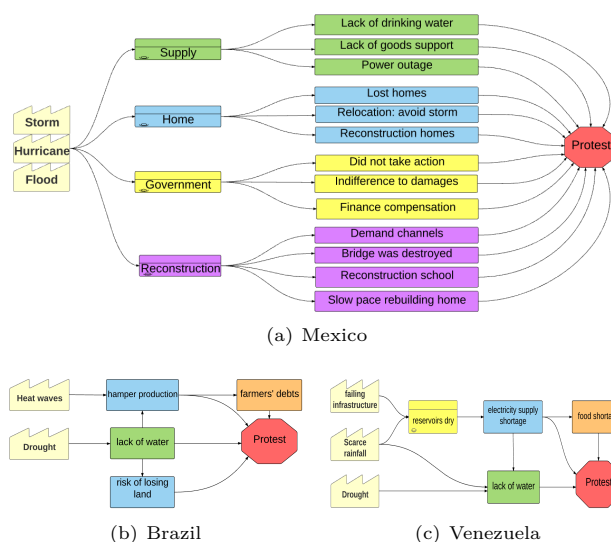 Lack of drinking water
Lack of goods support
Supply
Power outage
Lost homes
Storm
Relocation: avoid storm
Home
Reconstruction homes
Hurricane
Protest
Did not take action
Flood
Government
Indifference to damages
Finance compensation
Demand channels
Bridge was destroyed
Reconstruction
Reconstruction school
Slow pace rebuilding home
(a) Mexico
Heat waves
hamper production
farmers' debts
Drought
lack of water
Protest
risk of losing
land
(b) Brazil
failing
infrastructure
reservoirs dry
electricity supply
shortage
food shorta
Scarce
rainfall
Drought
lack of water
Protest
(c) Venezuela